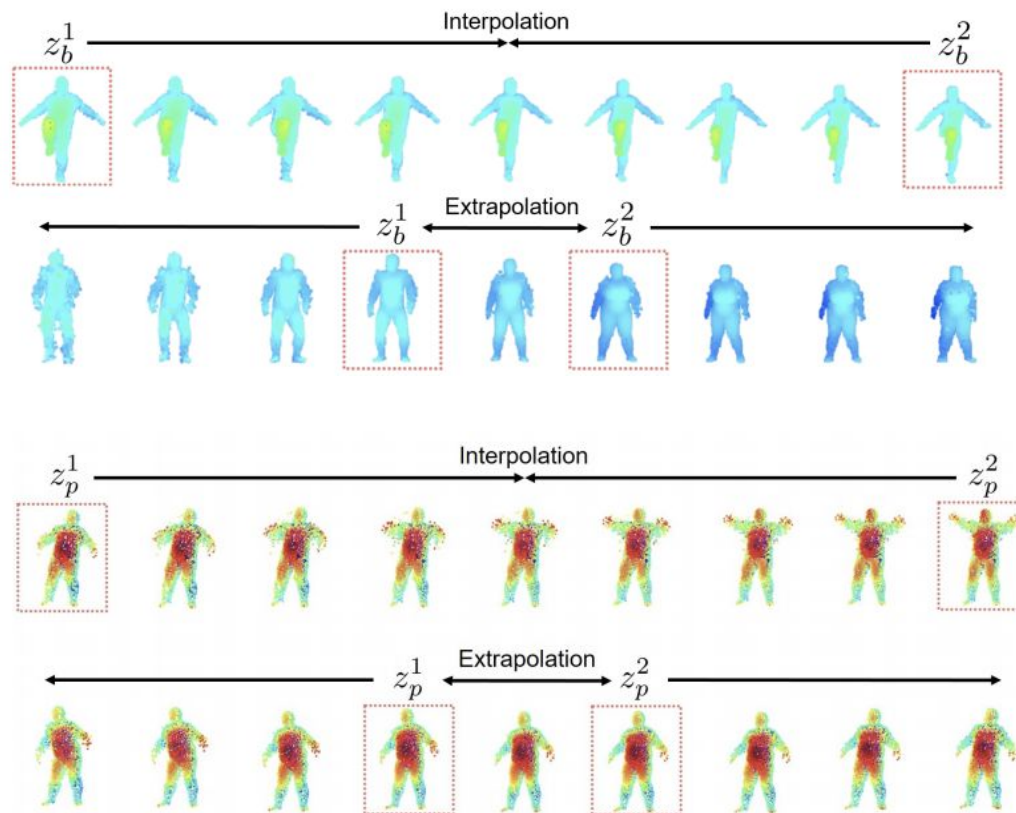 Interpolation
z_b^1 z_b^2
Extrapolation
z_b^1 z_b^2
Interpolation
z_p^1 z_p^2
Extrapolation
z_p^1 z_p^2